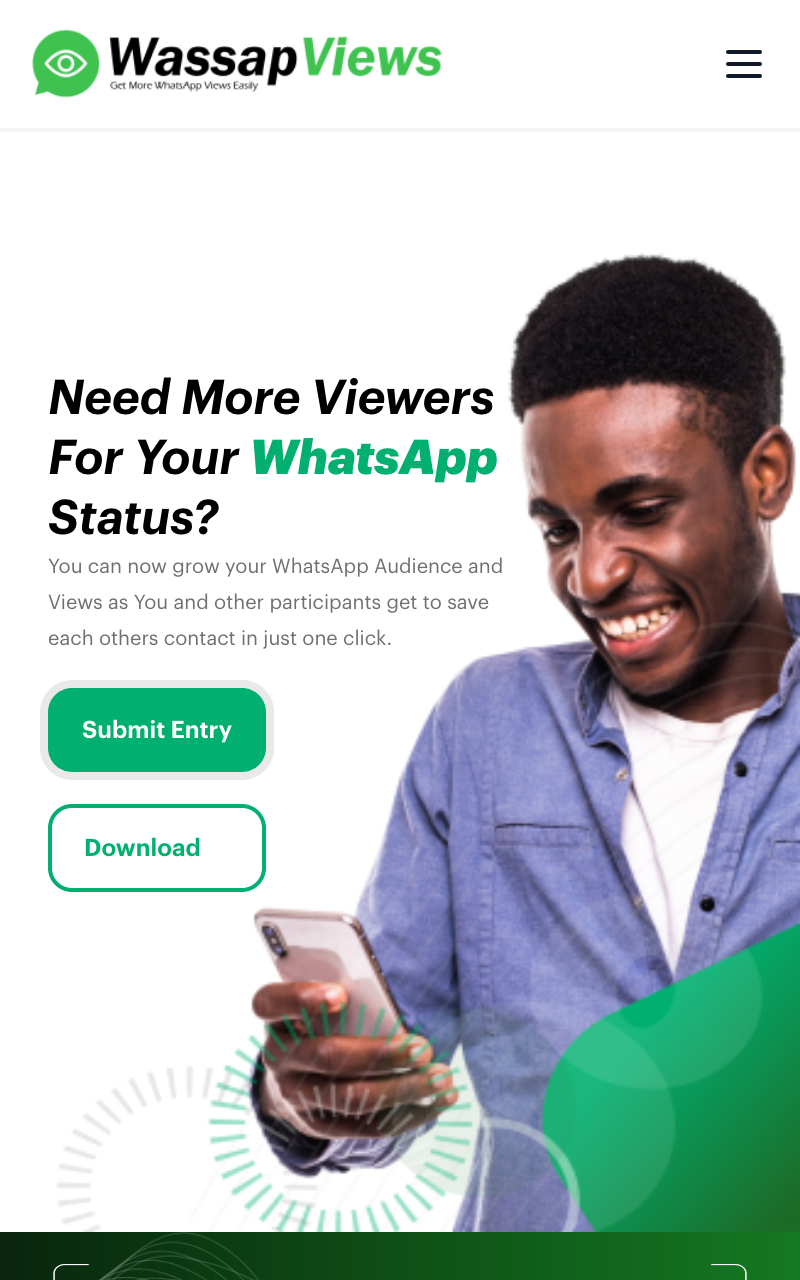 WassapViews
Get More WhatsApp Views Easily
Need More Viewers
For Your WhatsApp
Status?
You can now grow your WhatsApp Audience and
Views as You and other participants get to save
each others contact in just one click.
Submit Entry
Download